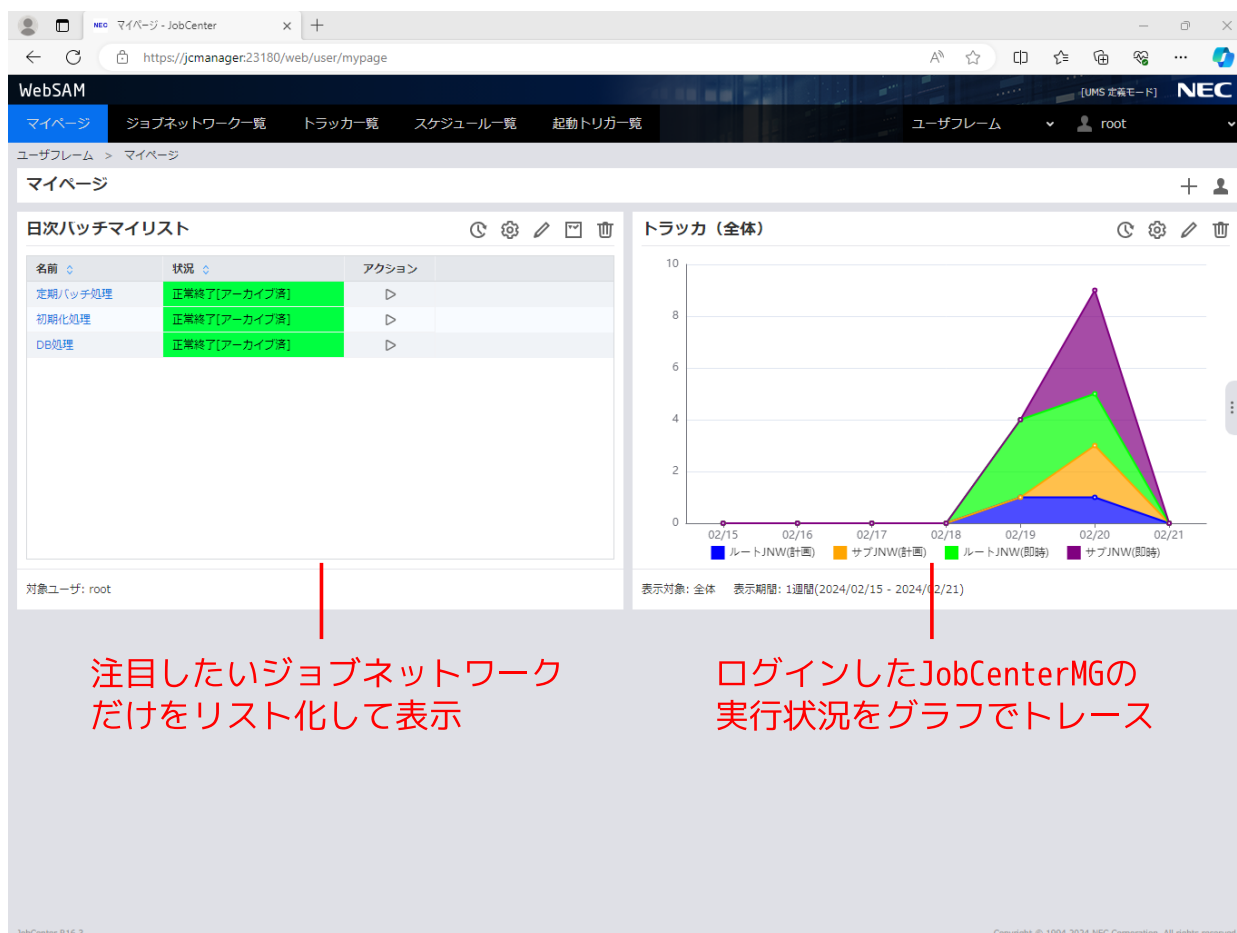 NEC マイページ - JobCenter
https://jcmanager:23180/web/user/mypage
WebSAM
[UMS 定義モード] NEC
マイページ ジョブネットワーク一覧 トラッカ一覧 スケジュール一覧 起動トリガ一覧 ユーザフレーム root
ユーザフレーム > マイページ
マイページ
日次バッチマイリスト
名前 状況 アクション
定期バッチ処理 正常終了[アーカイブ済]
初期化処理 正常終了[アーカイブ済]
DB処理 正常終了[アーカイブ済]
対象ユーザ: root
トラッカ（全体）
10
8
6
4
2
0
02/15 02/16 02/17 02/18 02/19 02/20 02/21
ルートJNW(計画) サブJNW(計画) ルートJNW(即時) サブJNW(即時)
表示対象: 全体 表示期間: 1週間(2024/02/15 - 2024/02/21)
注目したいジョブネットワーク
だけをリスト化して表示
ログインしたJobCenterMGの
実行状況をグラフでトレース
JobCenter R16.2
Copyright © 1994-2024 NEC Corporation. All rights reserved.